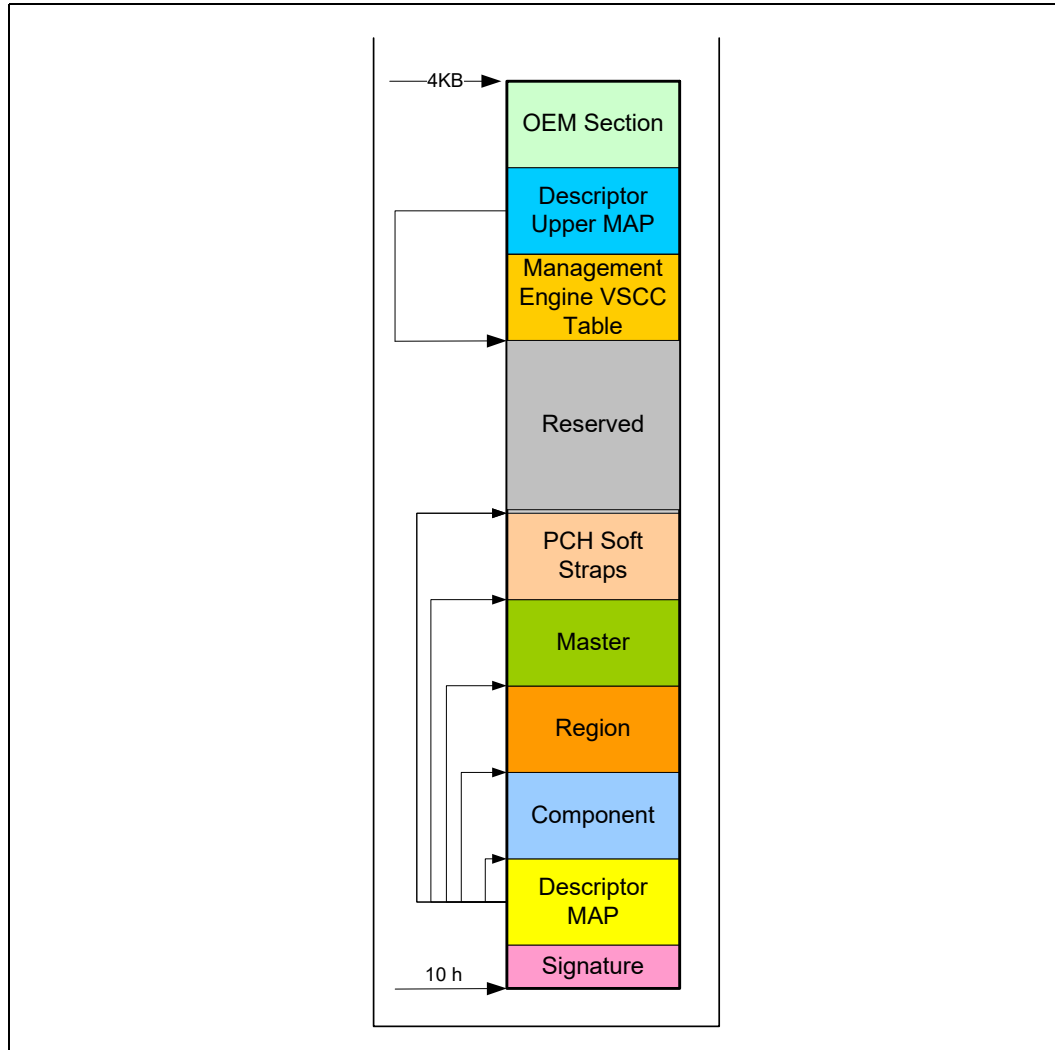 4KB
OEM Section
Descriptor
Upper MAP
Management
Engine VSCC
Table
Reserved
PCH Soft
Straps
Master
Region
Component
Descriptor
MAP
Signature
10 h